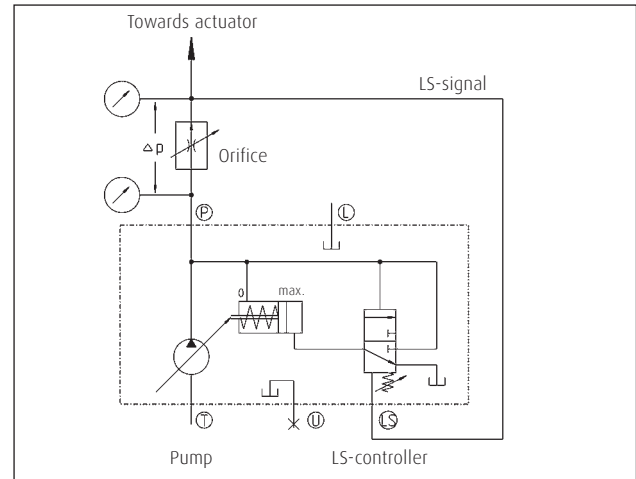 Towards actuator
LS-signal
Δp
Orifice
P
L
0
max.
T
U
LS
Pump
LS-controller